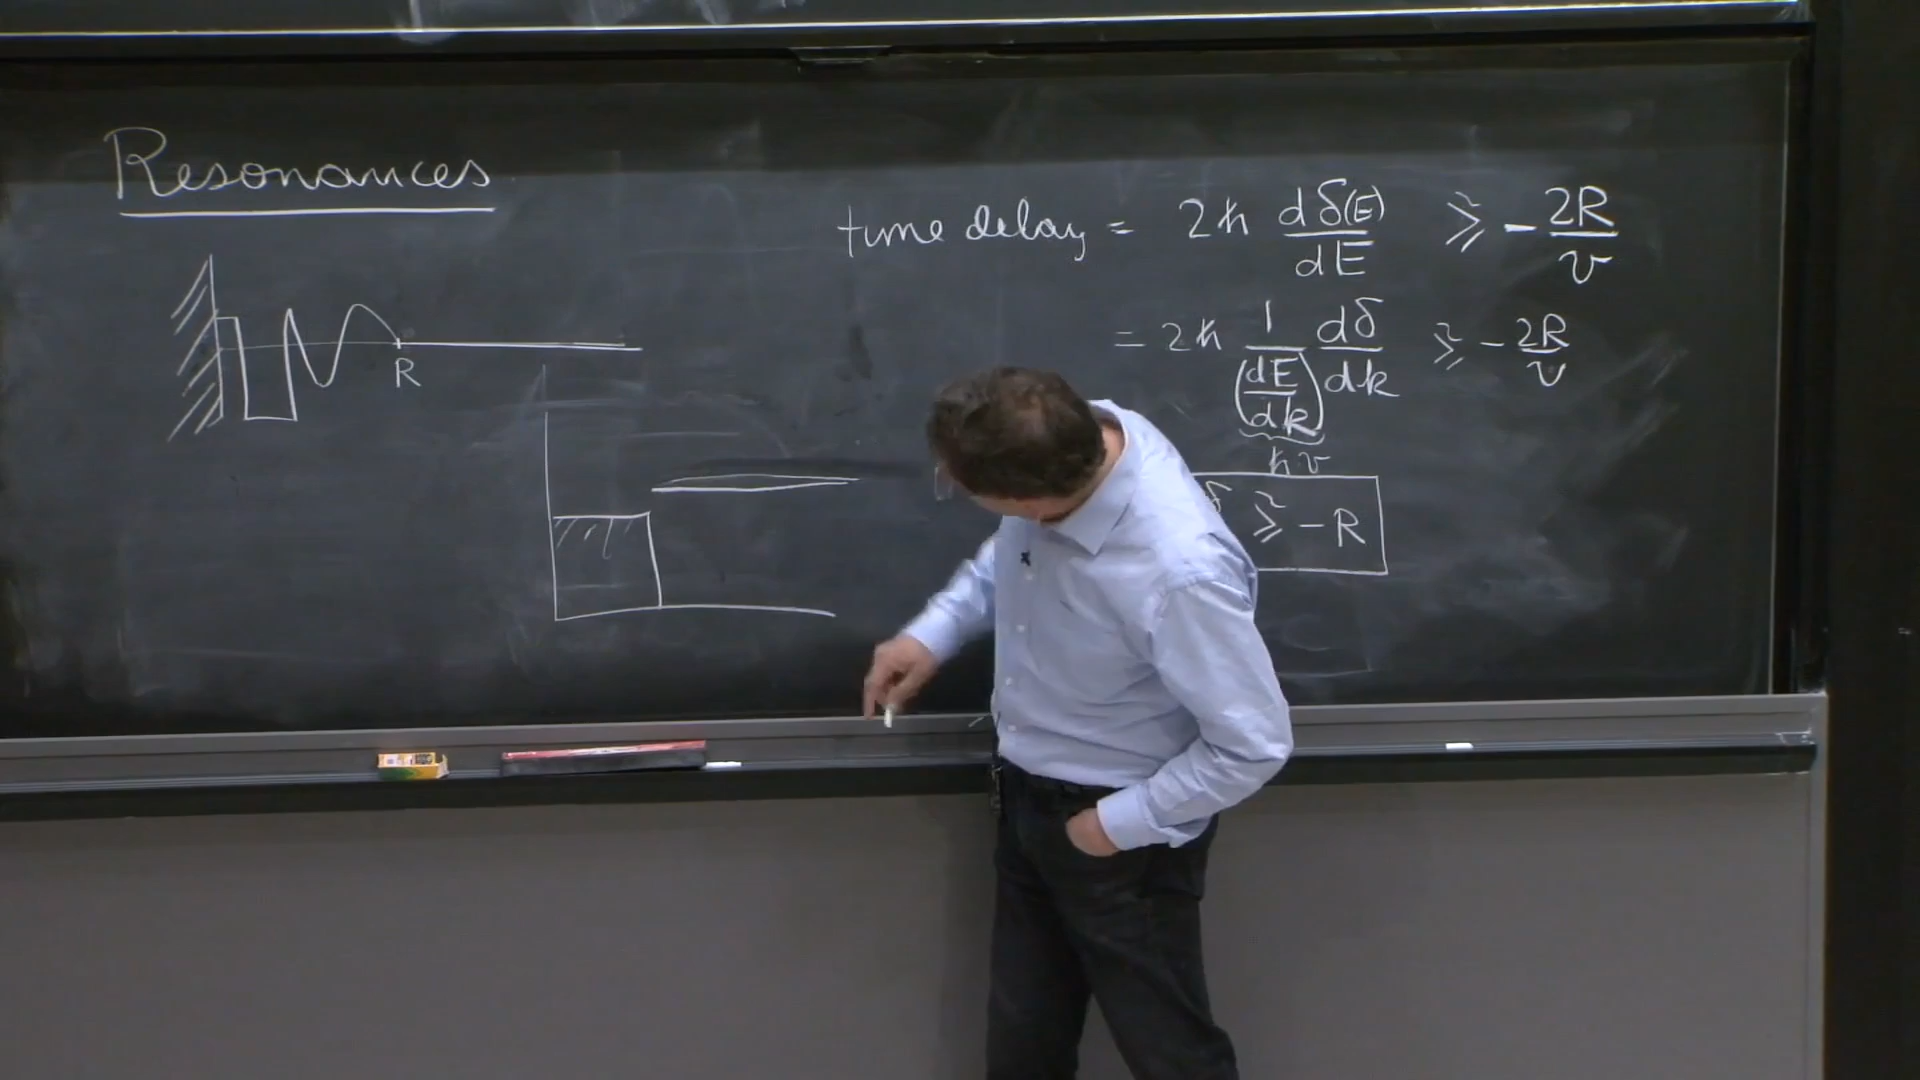 Resonances
time delay = 2ħ dδ(E)/dE ≳ - 2R/v
= 2ħ 1/(dE/dk) dδ/dk ≳ - 2R/v
ħv
R
δ ≳ - R